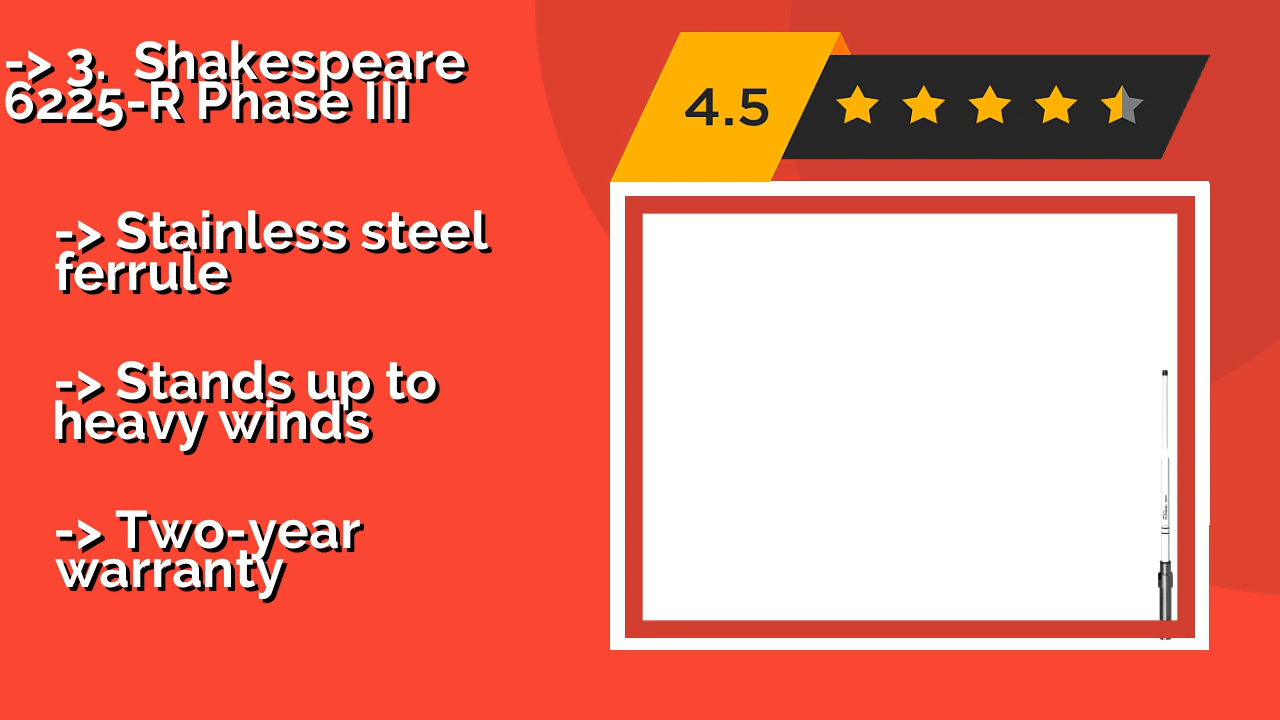 -> 3. Shakespeare
6225-R Phase III
4.5
-> Stainless steel
ferrule
-> Stands up to
heavy winds
-> Two-year
warranty